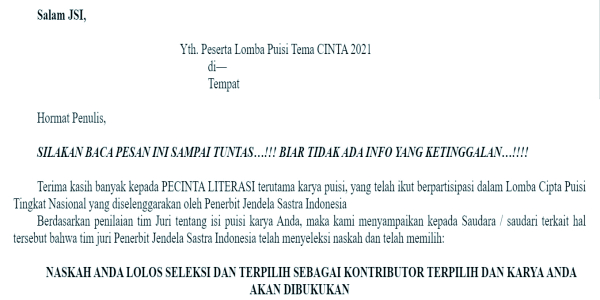 Salam JSI,
Yth. Peserta Lomba Puisi Tema CINTA 2021
di—
Tempat
Hormat Penulis,
SILAKAN BACA PESAN INI SAMPAI TUNTAS…!!! BIAR TIDAK ADA INFO YANG KETINGGALAN…!!!!
Terima kasih banyak kepada PECINTA LITERASI terutama karya puisi, yang telah ikut berpartisipasi dalam Lomba Cipta Puisi
Tingkat Nasional yang diselenggarakan oleh Penerbit Jendela Sastra Indonesia
Berdasarkan penilaian tim Juri tentang isi puisi karya Anda, maka kami menyampaikan kepada Saudara / saudari terkait hal
tersebut bahwa tim juri Penerbit Jendela Sastra Indonesia telah menyeleksi naskah dan telah memilih:
NASKAH ANDA LOLOS SELEKSI DAN TERPILIH SEBAGAI KONTRIBUTOR TERPILIH DAN KARYA ANDA
AKAN DIBUKUKAN